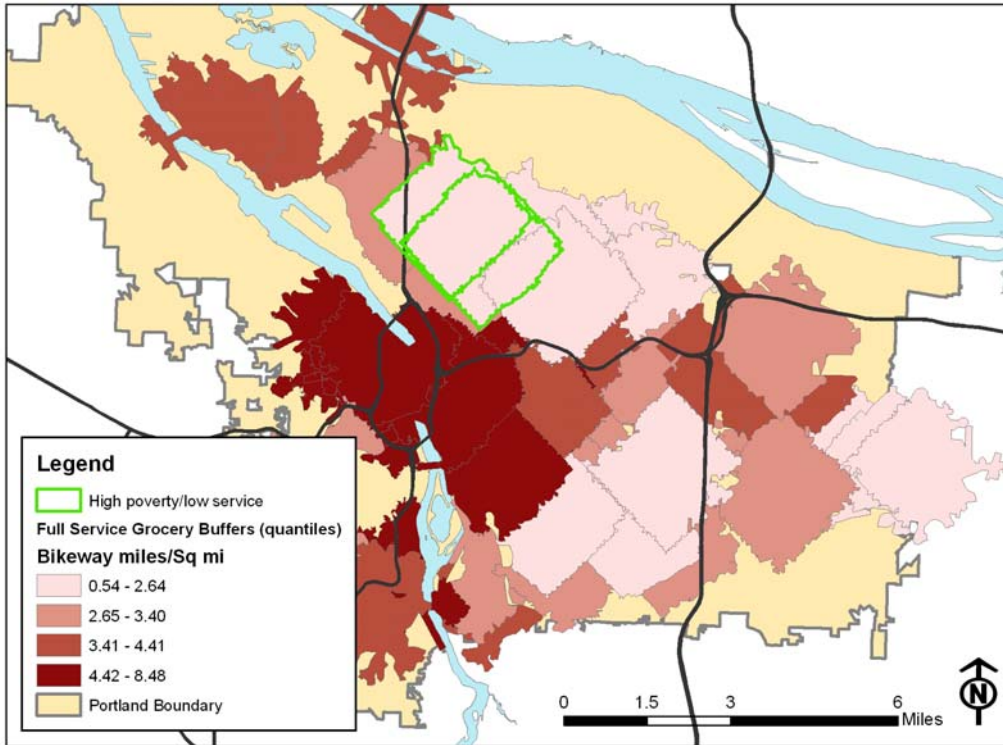 Legend
High poverty/low service
Full Service Grocery Buffers (quantiles)
Bikeway miles/Sq mi
0.54 - 2.64
2.65 - 3.40
3.41 - 4.41
4.42 - 8.48
Portland Boundary
0 1.5 3 6
Miles
N